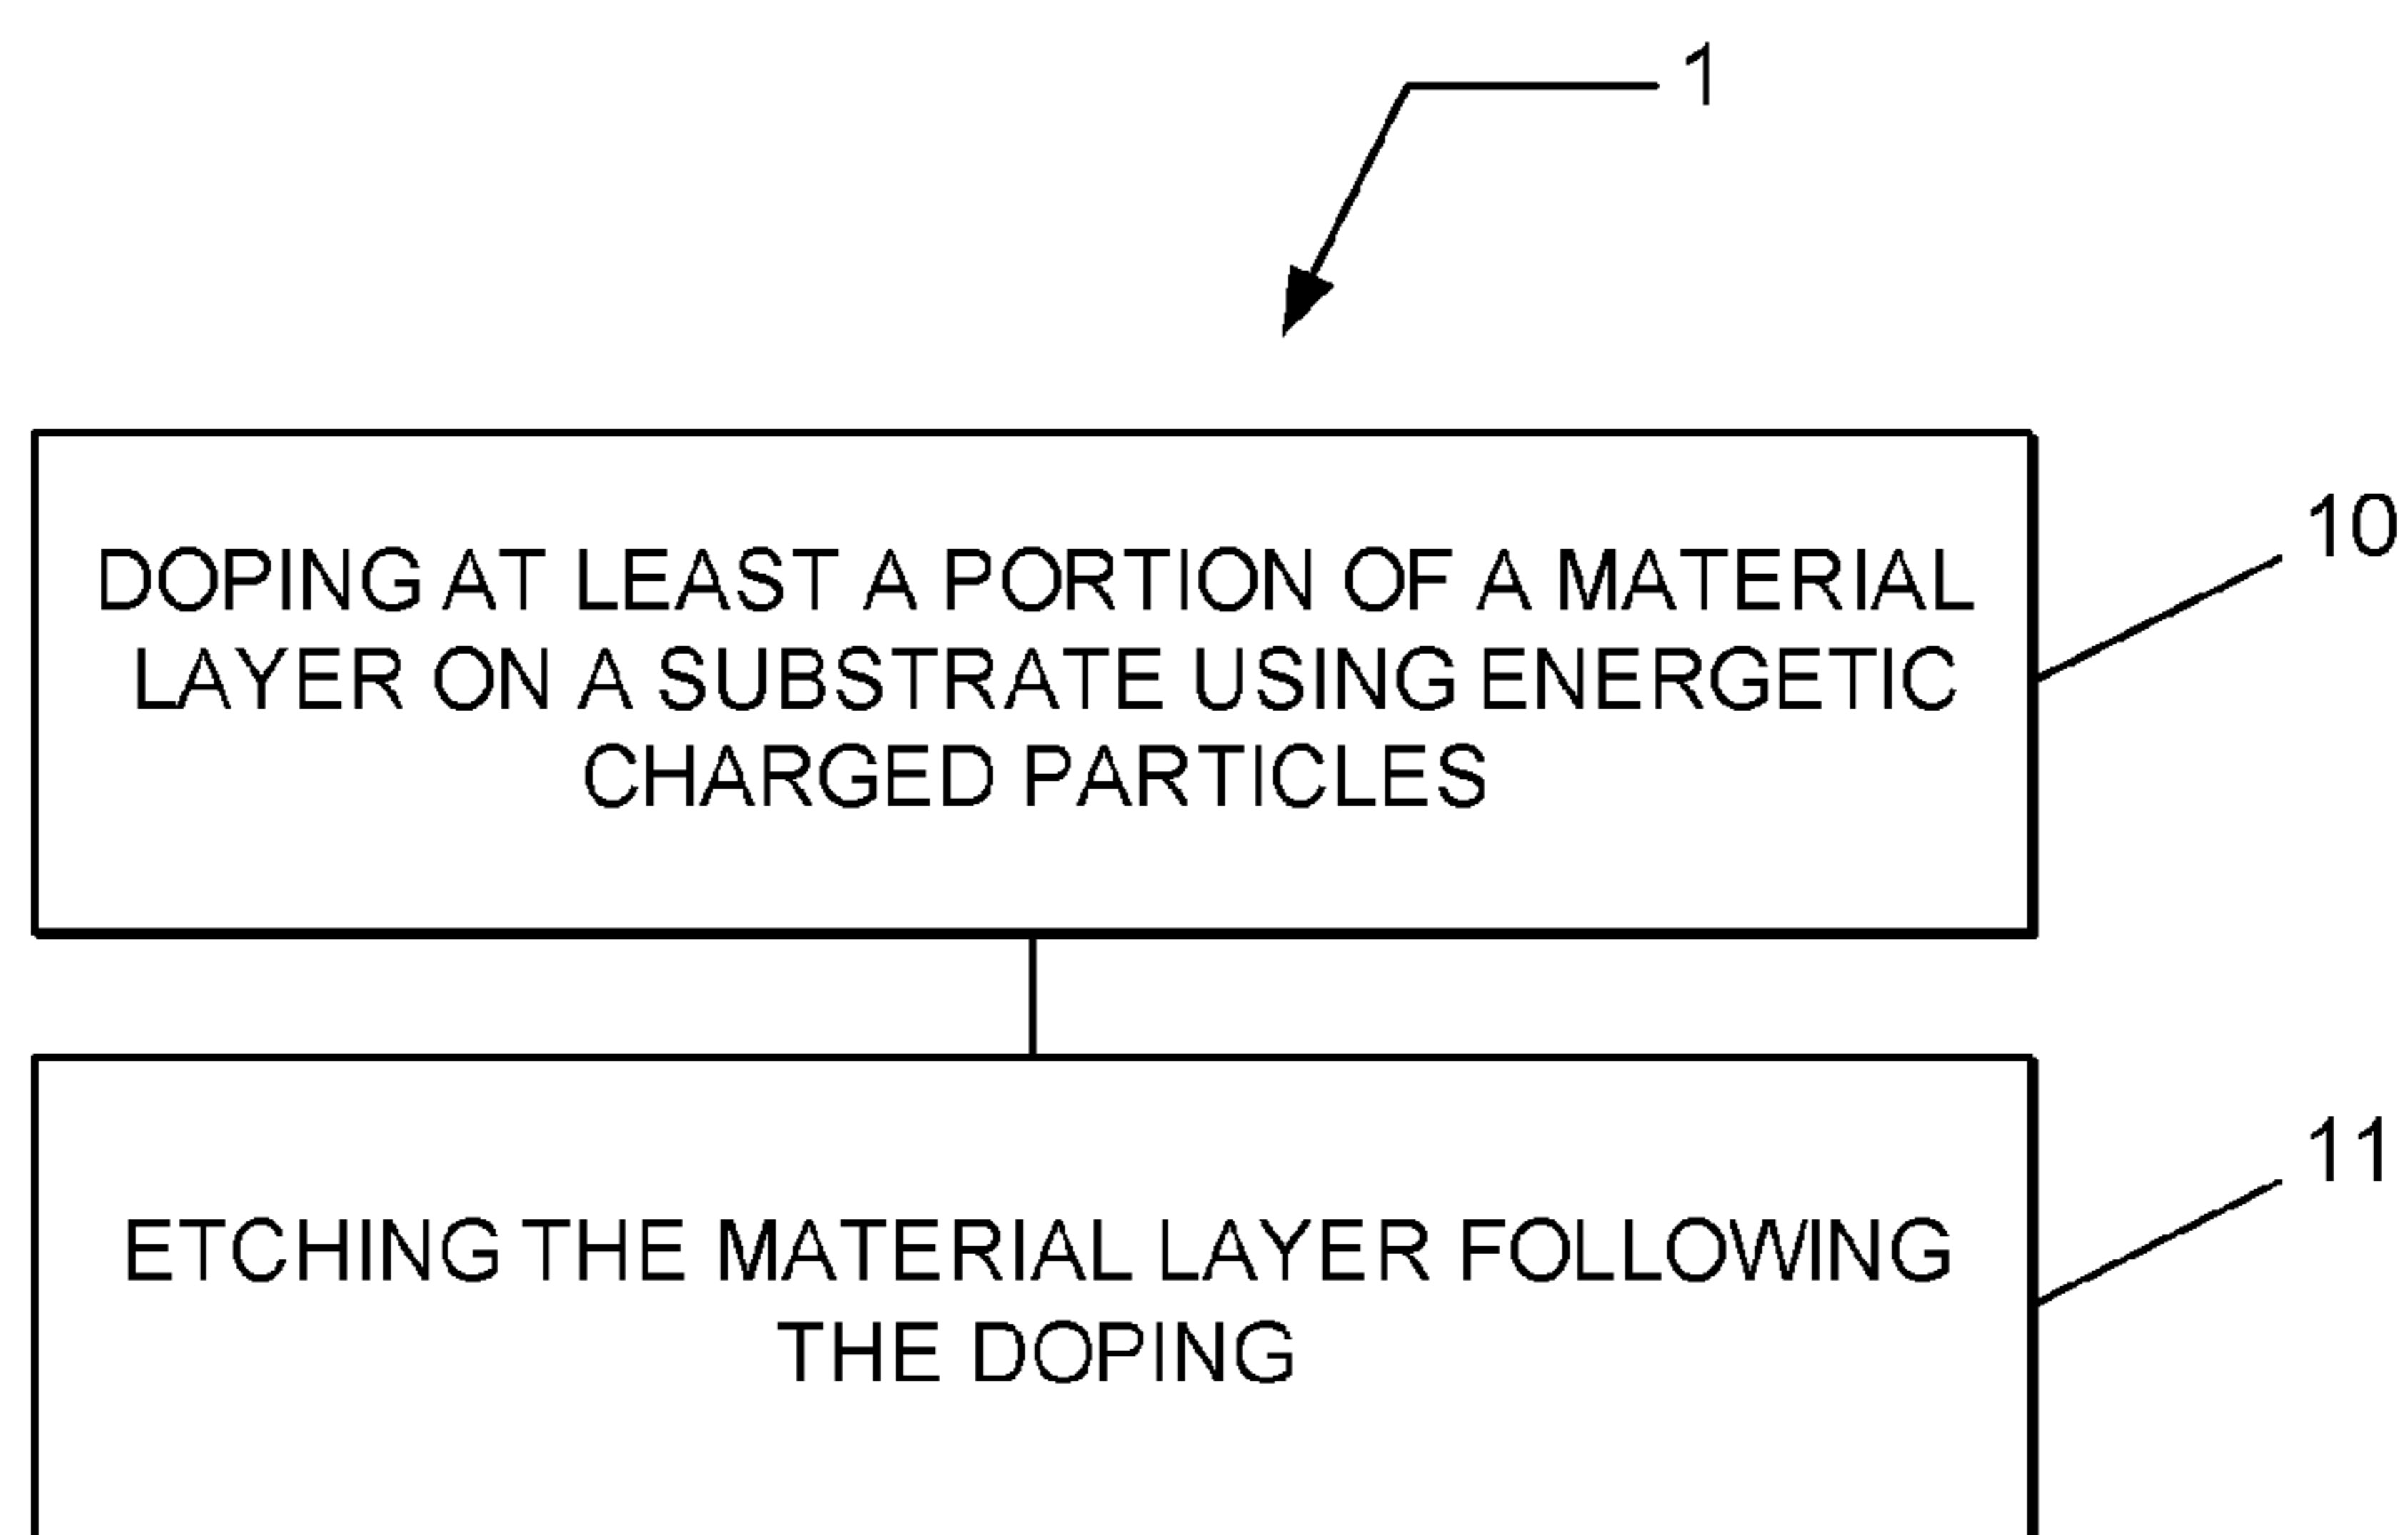 1
10
DOPING AT LEAST A PORTION OF A MATERIAL
LAYER ON A SUBSTRATE USING ENERGETIC
CHARGED PARTICLES
11
ETCHING THE MATERIAL LAYER FOLLOWING
THE DOPING